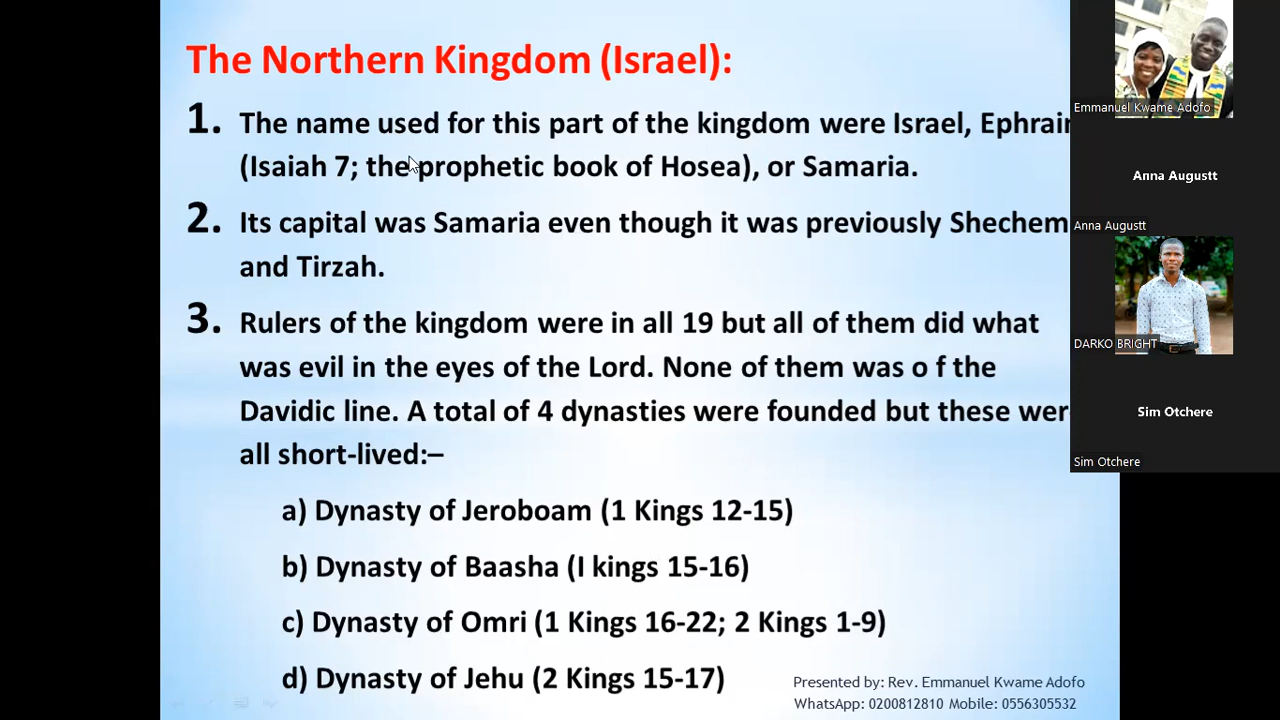 The Northern Kingdom (Israel):
1. The name used for this part of the kingdom were Israel, Ephrain
(Isaiah 7; the prophetic book of Hosea), or Samaria.
2. Its capital was Samaria even though it was previously Shechem
and Tirzah.
3. Rulers of the kingdom were in all 19 but all of them did what
was evil in the eyes of the Lord. None of them was o f the
Davidic line. A total of 4 dynasties were founded but these wer
all short-lived:–
a) Dynasty of Jeroboam (1 Kings 12-15)
b) Dynasty of Baasha (I kings 15-16)
c) Dynasty of Omri (1 Kings 16-22; 2 Kings 1-9)
d) Dynasty of Jehu (2 Kings 15-17)
Presented by: Rev. Emmanuel Kwame Adofo
WhatsApp: 0200812810 Mobile: 0556305532
Emmanuel Kwame Adofo
Anna Augustt
Anna Augustt
DARKO BRIGHT
Sim Otchere
Sim Otchere